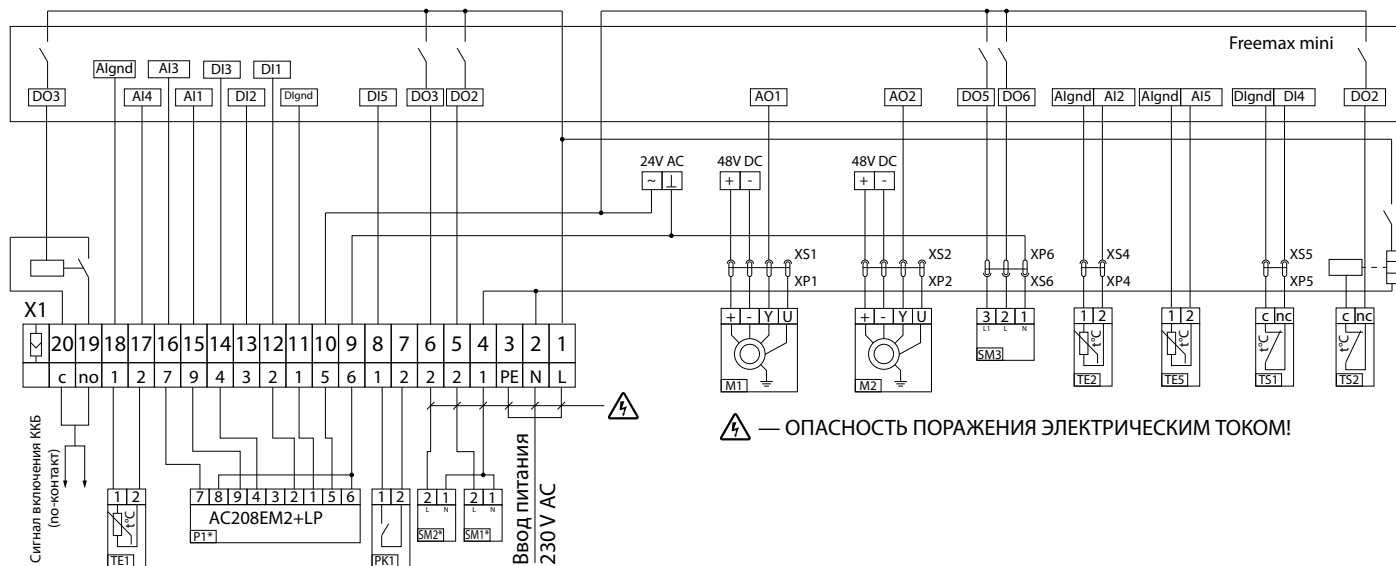 Freemax mini
AIgnd AI3 DI3 DI1
DO3 AI4 AI1 DI2 DIgnd DI5 DO3 DO2 AO1 AO2 DO5 DO6 AIgnd AI2 AIgnd AI5 DIgnd DI4 DO2
24V AC 48V DC 48V DC
~ ⊥ + - + -
XS1 XS2 XP6 XS4 XS5
XP1 XP2 XS6 XP4 XP5
X1
+ - Y U + - Y U 3 2 1 1 2 1 2 c nc c nc
L1 L N
t°C t°C t°C t°C
M1 M2 SM3 TE2 TE5 TS1 TS2
20 19 18 17 16 15 14 13 12 11 10 9 8 7 6 5 4 3 2 1
c no 1 2 7 9 4 3 2 1 5 6 1 2 2 2 1 PE N L
— ОПАСНОСТЬ ПОРАЖЕНИЯ ЭЛЕКТРИЧЕСКИМ ТОКОМ!
Сигнал включения ККБ
(no-контакт)
1 2 7 8 9 4 3 2 1 5 6 1 2 2 1 2 1
L N L N
t°C
AC208EM2+LP
TE1 P1* PK1 SM2* SM1*
Ввод питания
230 V AC